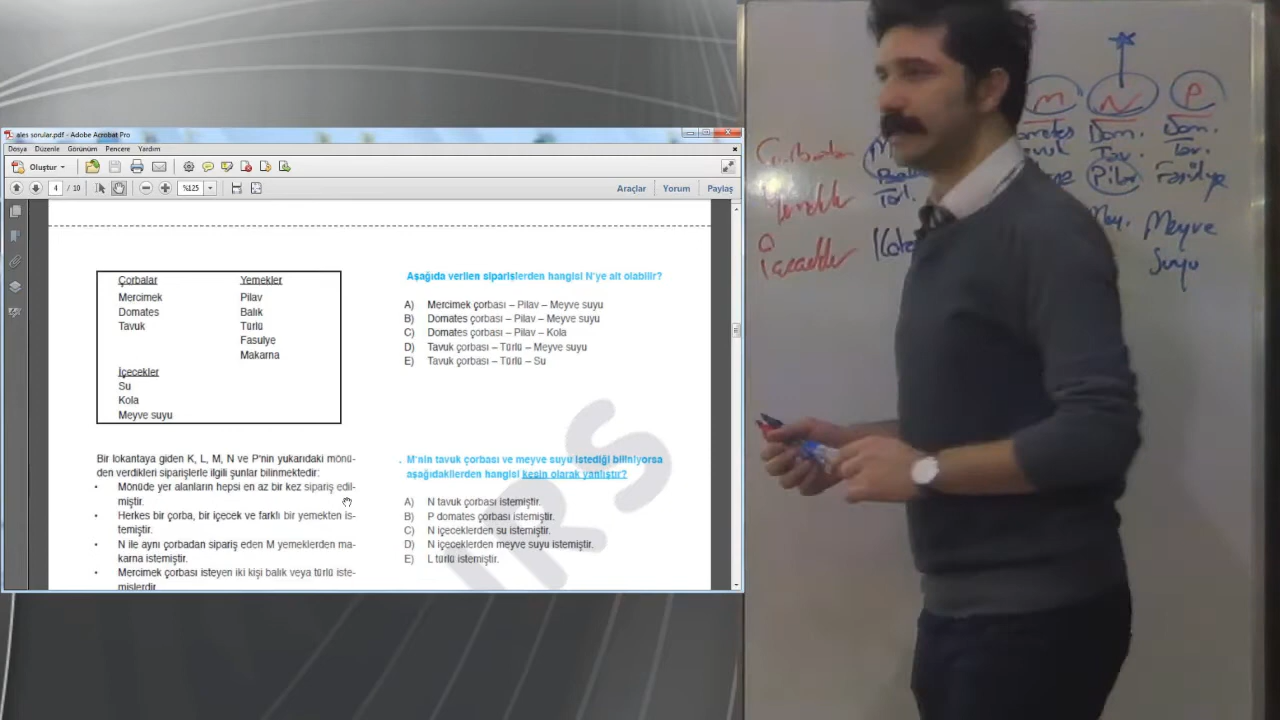 ales sorular.pdf - Adobe Acrobat Pro
Dosya Düzenle Görünüm Pencere Yardım
Oluştur
4 / 10
%125
Araçlar Yorum Paylaş
Çorbalar Yemekler
Mercimek Pilav
Domates Balık
Tavuk Türlü
Fasulye
Makarna
İçecekler
Su
Kola
Meyve suyu
Bir lokantaya giden K, L, M, N ve P'nin yukarıdaki mönü-
den verdikleri siparişlerle ilgili şunlar bilinmektedir:
• Mönüde yer alanların hepsi en az bir kez sipariş edil-
miştir.
• Herkes bir çorba, bir içecek ve farklı bir yemekten is-
temiştir.
• N ile aynı çorbadan sipariş eden M yemeklerden ma-
karna istemiştir.
• Mercimek çorbası isteyen iki kişi balık veya türlü iste-
mişlerdir.
Aşağıda verilen siparişlerden hangisi N'ye ait olabilir?
A) Mercimek çorbası – Pilav – Meyve suyu
B) Domates çorbası – Pilav – Meyve suyu
C) Domates çorbası – Pilav – Kola
D) Tavuk çorbası – Türlü – Meyve suyu
E) Tavuk çorbası – Türlü – Su
. M'nin tavuk çorbası ve meyve suyu istediği biliniyorsa
aşağıdakilerden hangisi kesin olarak yanlıştır?
A) N tavuk çorbası istemiştir.
B) P domates çorbası istemiştir.
C) N içeceklerden su istemiştir.
D) N içeceklerden meyve suyu istemiştir.
E) L türlü istemiştir.
IRS
M N P
Çorbalar M Dom. Dom.
Tav. Tav.
Yemekler Türl. Pilav Fasulye
İçecekler Kola Mey. Meyve
Suyu